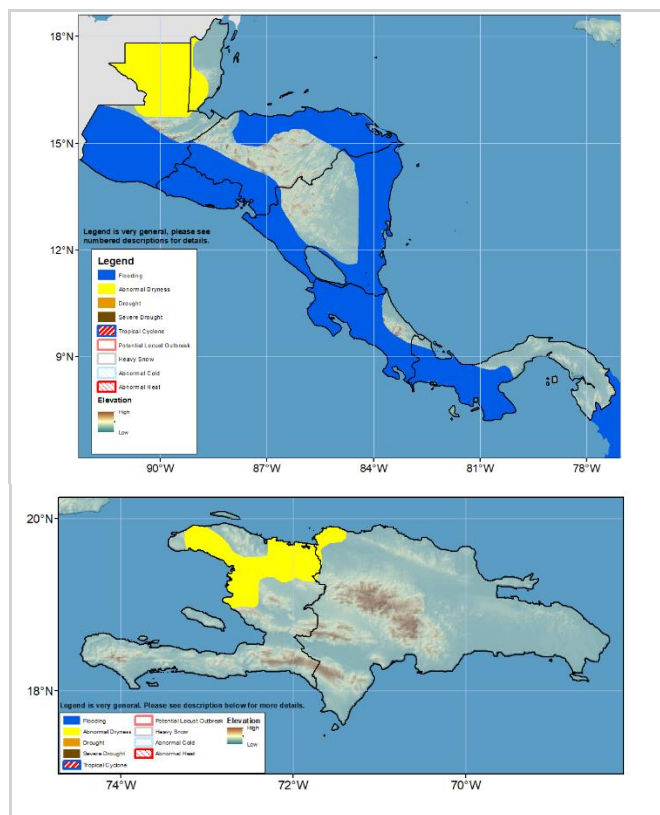 18°N
15°N
12°N
9°N
Legend is very general, please see
numbered descriptions for details.
Legend
Flooding
Abnormal Dryness
Drought
Severe Drought
Tropical Cyclone
Potential Locust Outbreak
Heavy Snow
Abnormal Cold
Abnormal Heat
Elevation
High
Low
90°W 87°W 84°W 81°W 78°W
20°N
18°N
Legend is very general. Please see description below for more details.
Flooding Potential Locust Outbreak Elevation
Abnormal Dryness Heavy Snow High
Drought Abnormal Cold Low
Severe Drought Abnormal Heat
Tropical Cyclone
74°W 72°W 70°W